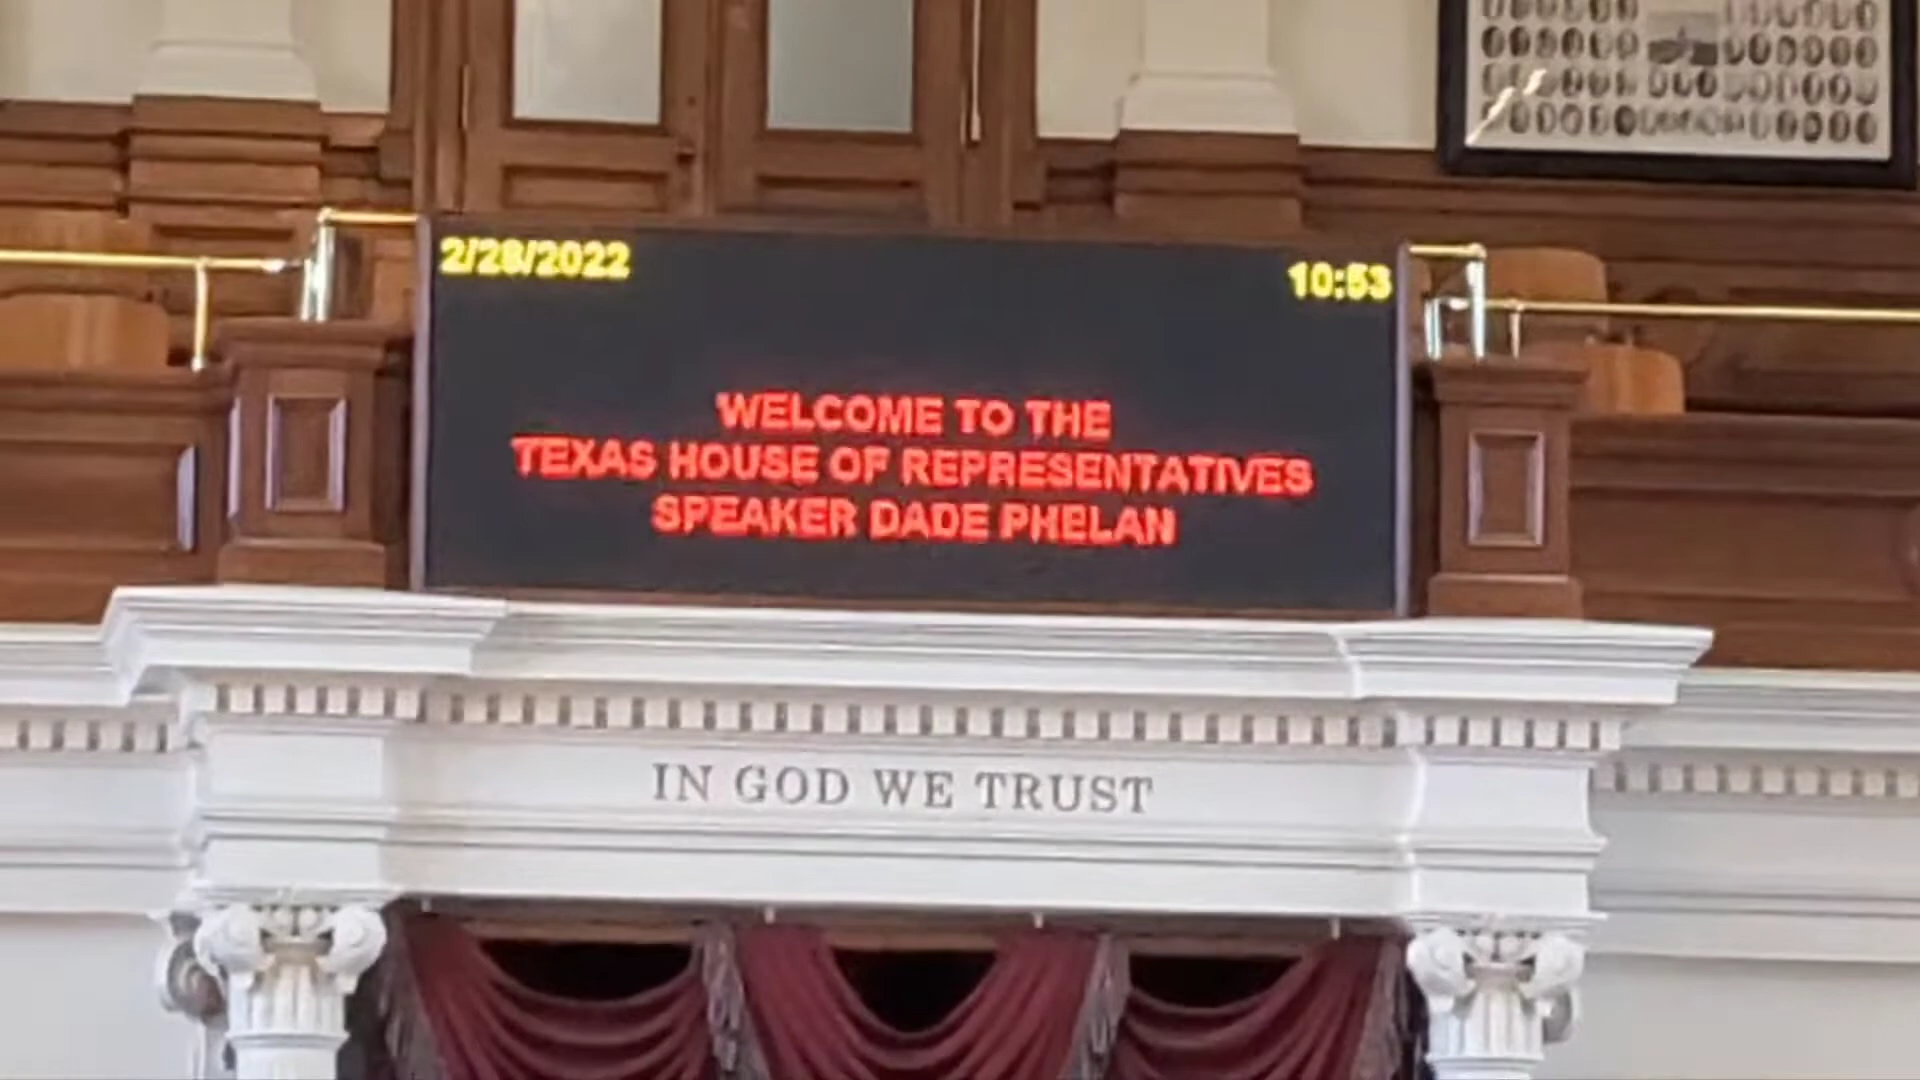 2/28/2022
10:53
WELCOME TO THE
TEXAS HOUSE OF REPRESENTATIVES
SPEAKER DADE PHELAN
IN GOD WE TRUST